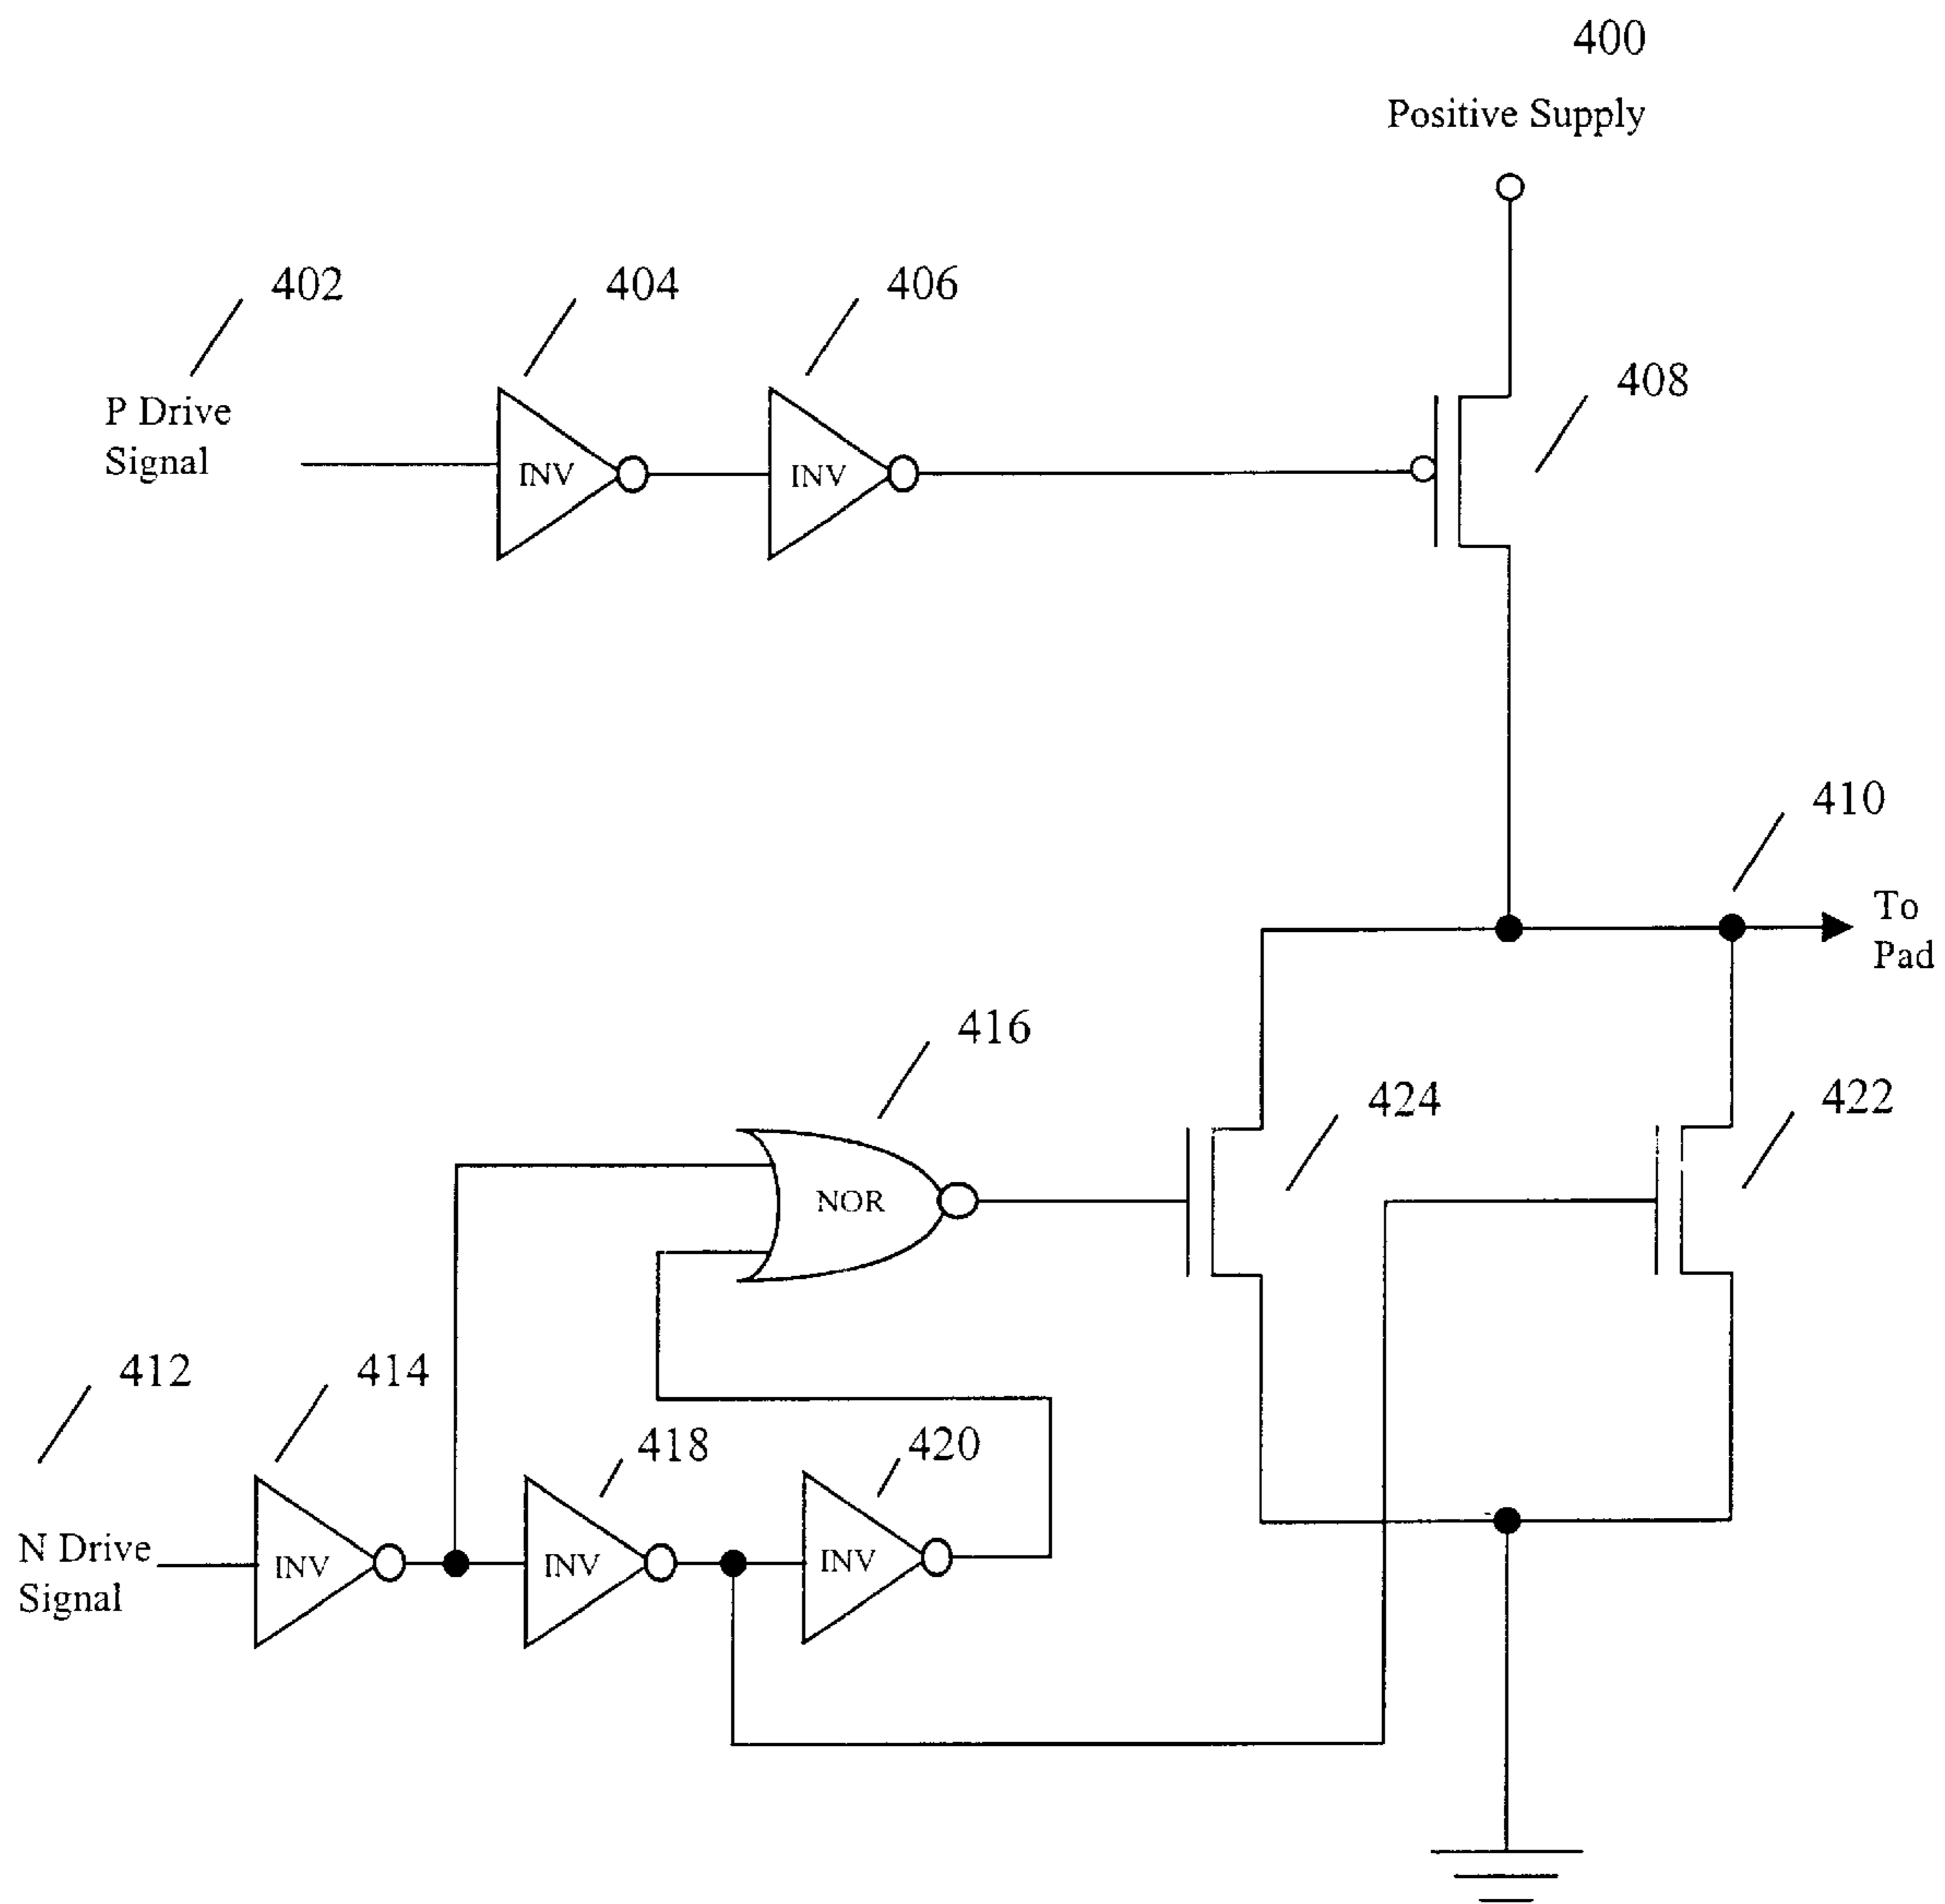 400
Positive Supply
402
404
406
408
P Drive
Signal
INV
INV
410
To
Pad
416
424
422
NOR
412
414
418
420
N Drive
Signal
INV
INV
INV